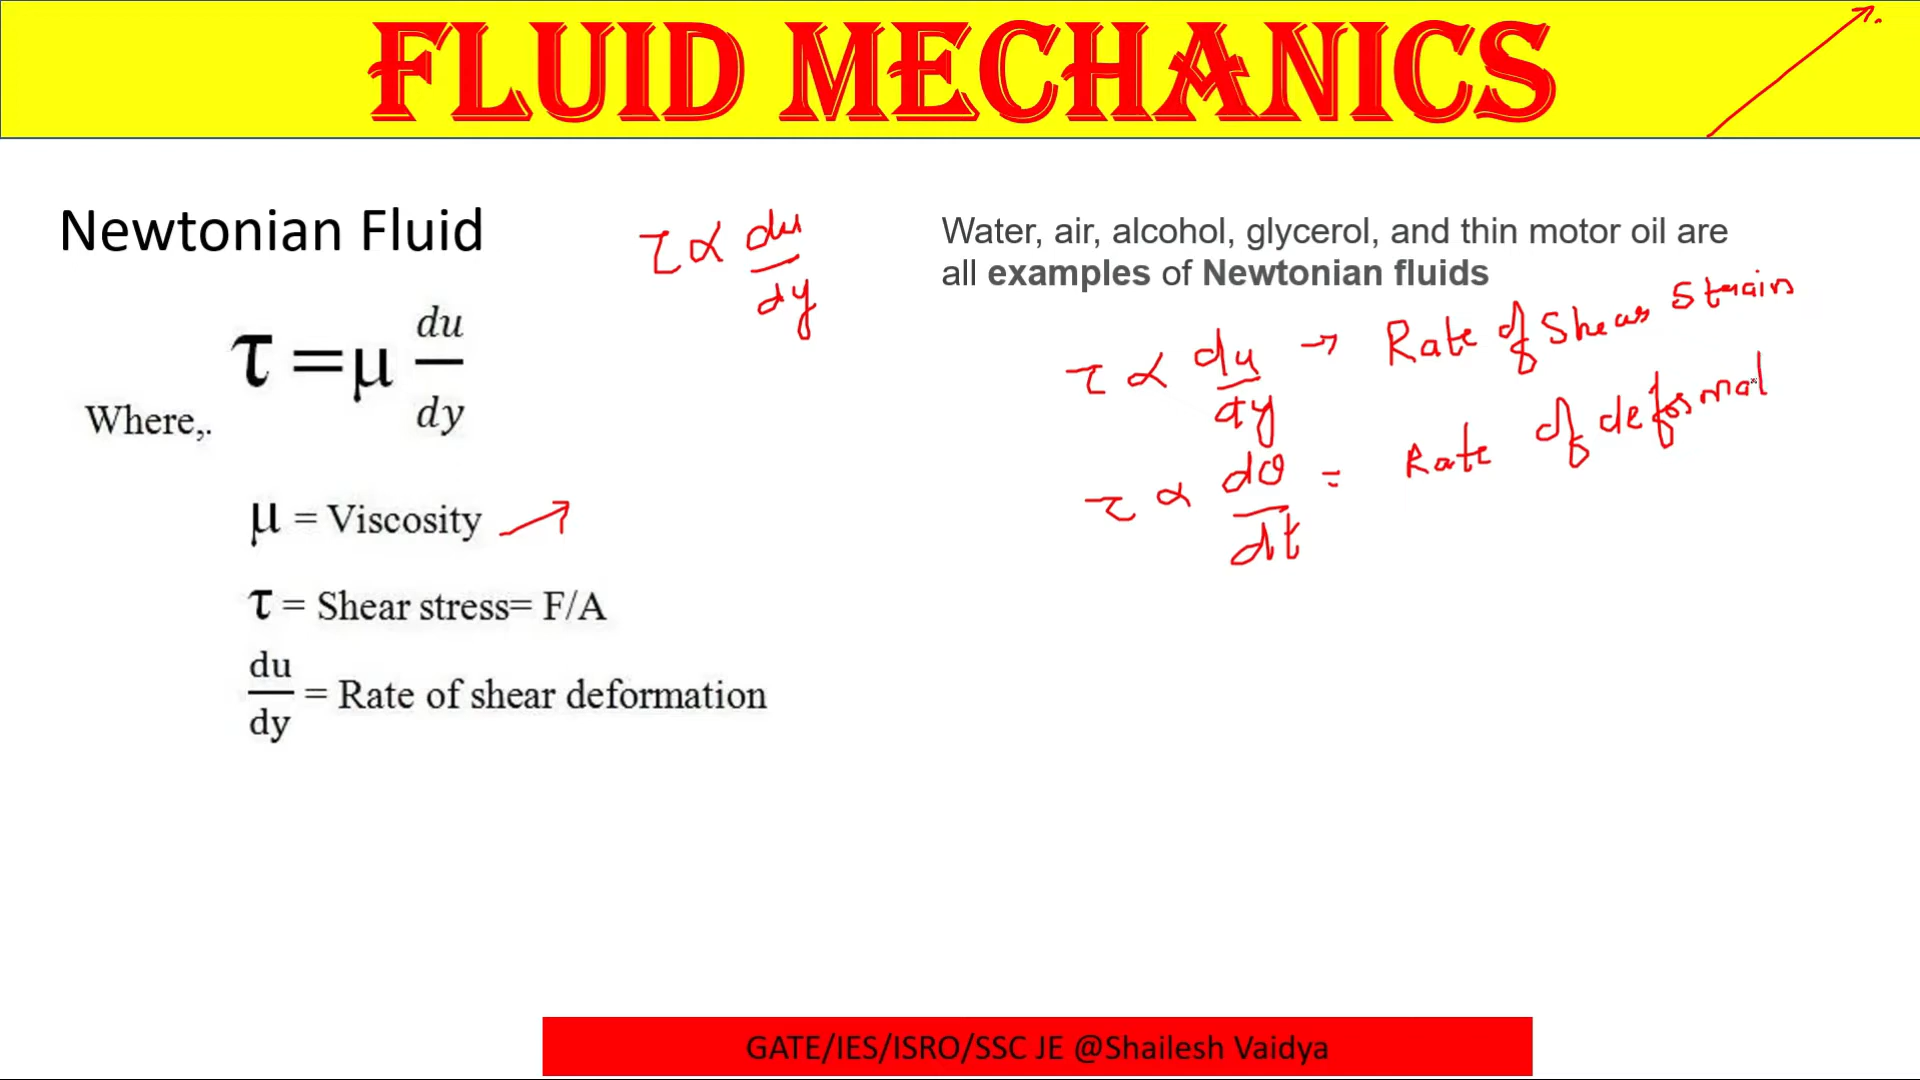 FLUID MECHANICS
Newtonian Fluid
τ = μ du/dy
Where,.
μ = Viscosity
τ = Shear stress= F/A
du/dy = Rate of shear deformation
τ ∝ du/dy
Water, air, alcohol, glycerol, and thin motor oil are
all examples of Newtonian fluids
τ ∝ du/dy → Rate of Shear Strain
τ ∝ dθ/dt = Rate of deformat
GATE/IES/ISRO/SSC JE @Shailesh Vaidya